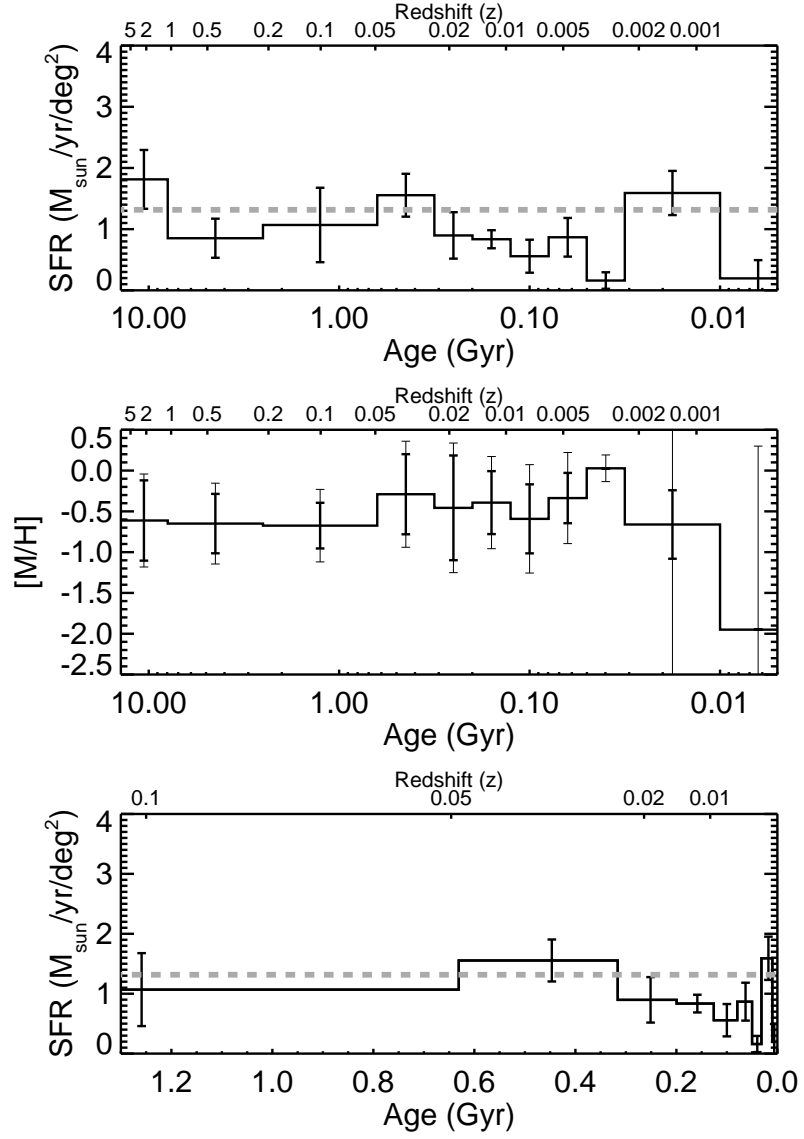 Redshift (z)
5 2 1 0.5 0.2 0.1 0.05 0.02 0.01 0.005 0.002 0.001
4
3
2
1
0
SFR (M_sun/yr/deg²)
10.00 1.00 0.10 0.01
Age (Gyr)
Redshift (z)
5 2 1 0.5 0.2 0.1 0.05 0.02 0.01 0.005 0.002 0.001
0.5
0.0
-0.5
-1.0
-1.5
-2.0
-2.5
[M/H]
10.00 1.00 0.10 0.01
Age (Gyr)
Redshift (z)
0.1 0.05 0.02 0.01
4
3
2
1
0
SFR (M_sun/yr/deg²)
1.2 1.0 0.8 0.6 0.4 0.2 0.0
Age (Gyr)